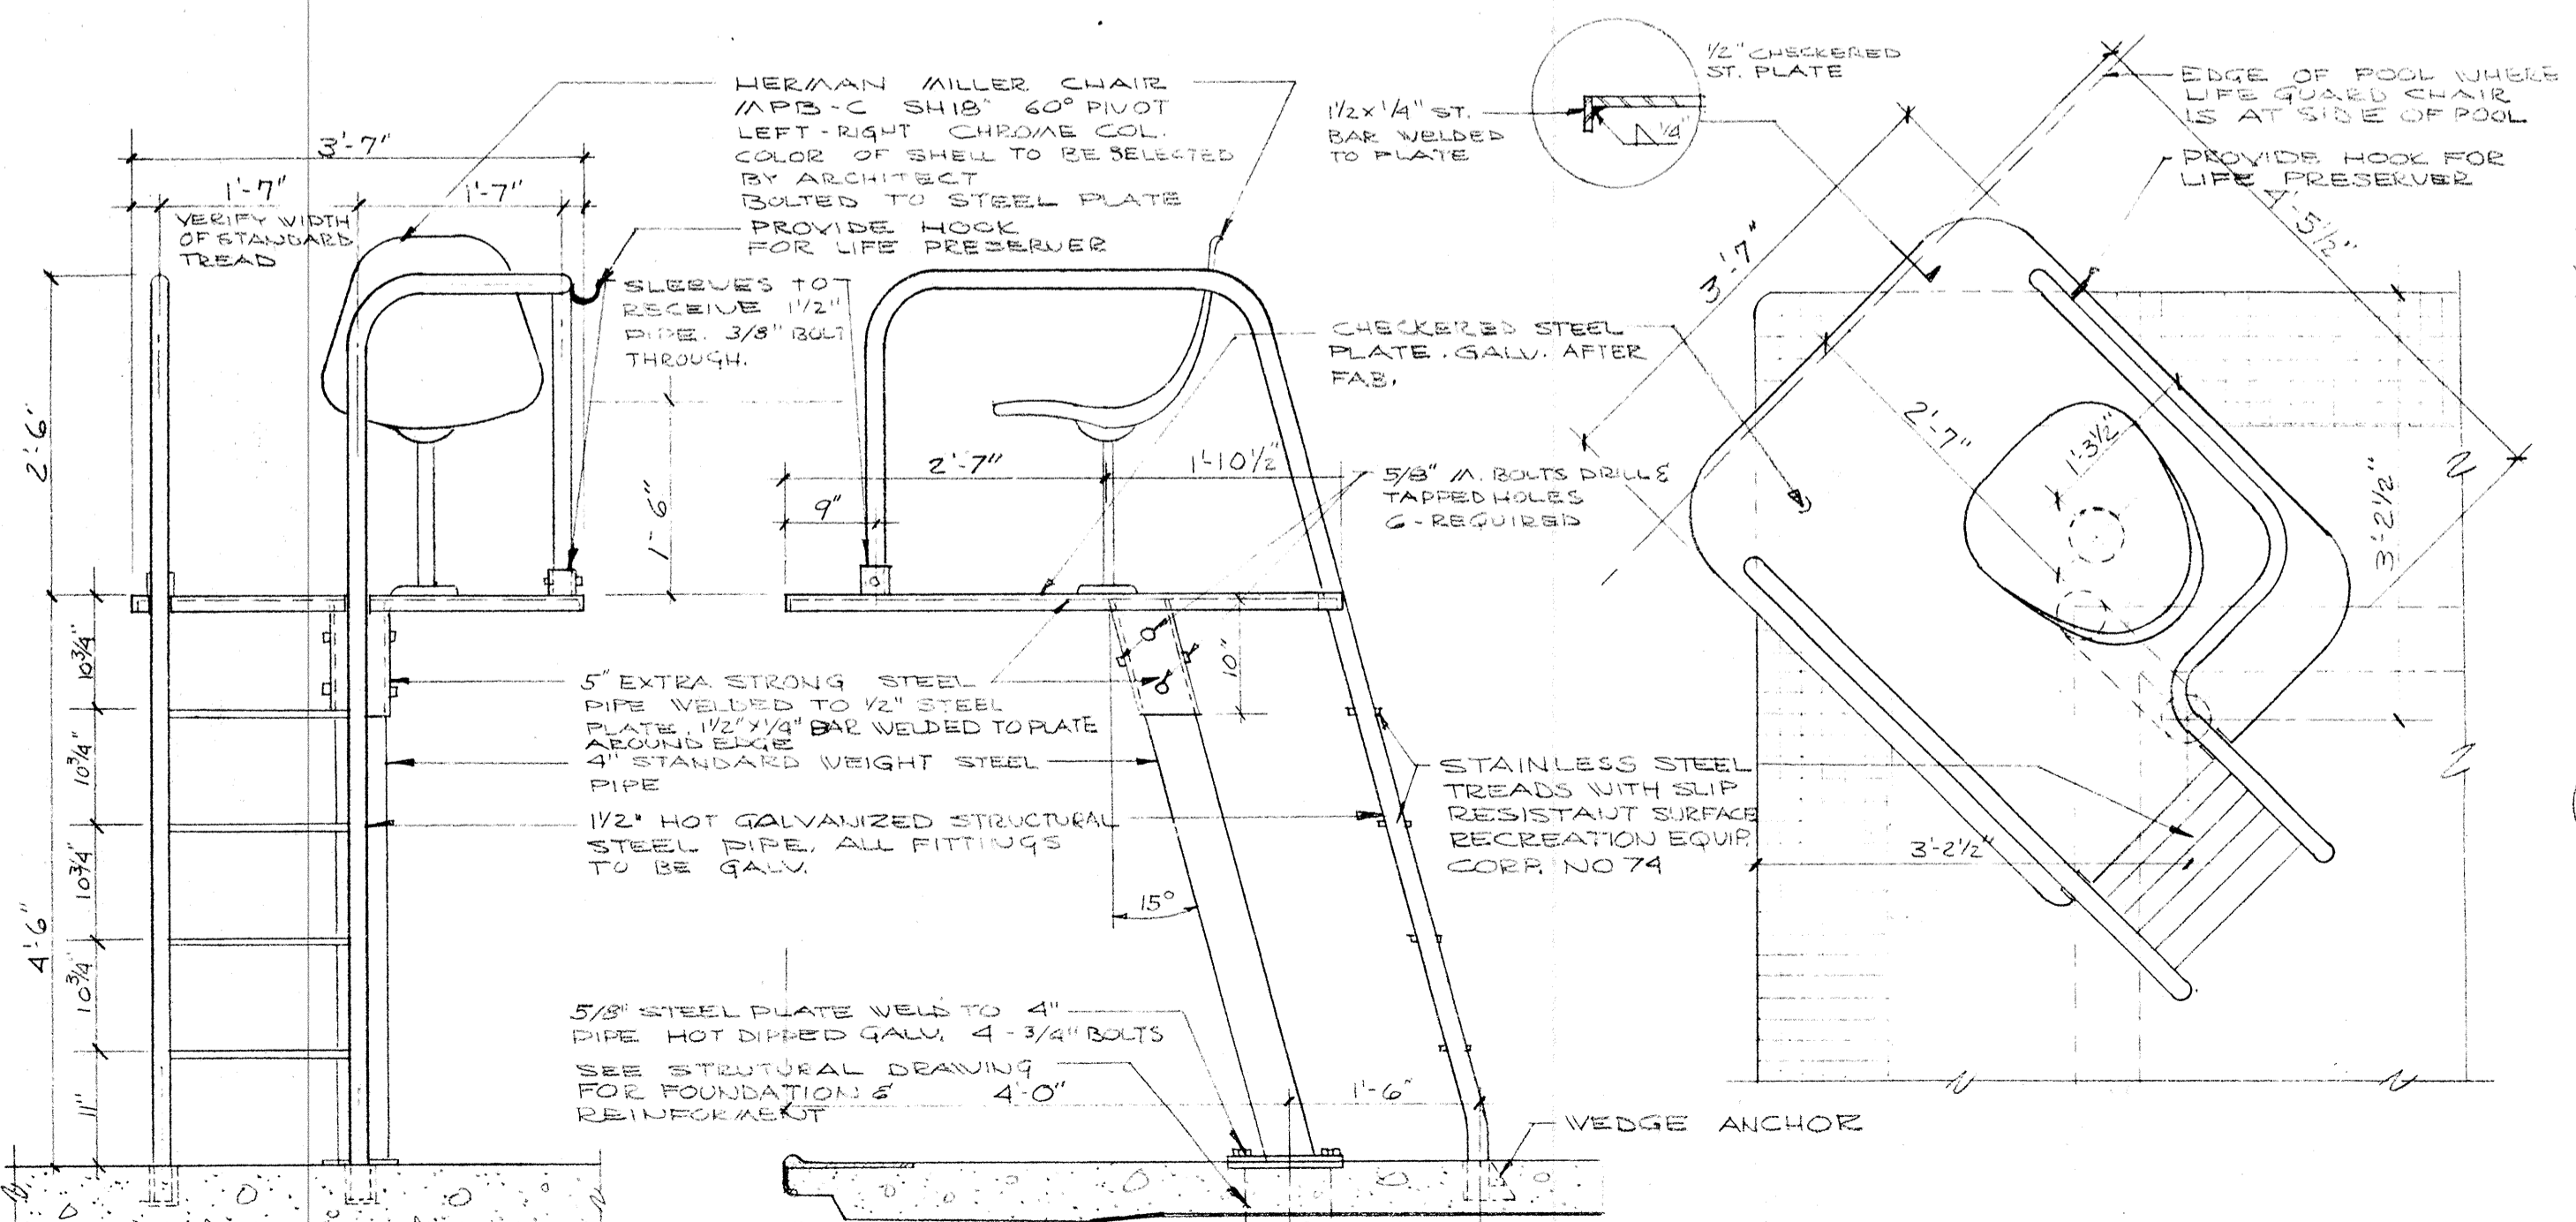 HERMAN MILLER CHAIR
MPB-C SH18" 60° PIVOT
LEFT-RIGHT CHROME COL.
COLOR OF SHELL TO BE SELECTED
BY ARCHITECT
BOLTED TO STEEL PLATE
PROVIDE HOOK
FOR LIFE PRESERVER
SLEEVES TO
RECEIVE 1 1/2"
PIPE. 3/8" BOLT
THROUGH.
3'-7"
1'-7"
1'-7"
VERIFY WIDTH
OF STANDARD
TREAD
2'-6"
4'-6"
10 3/4"
10 3/4"
10 3/4"
10 3/4"
11"
1'-6"
2'-7"
1'-10 1/2"
9"
10"
15°
5" EXTRA STRONG STEEL
PIPE WELDED TO 1/2" STEEL
PLATE. 1 1/2" X 1/4" BAR WELDED TO PLATE
AROUND EDGE
4" STANDARD WEIGHT STEEL
PIPE
1 1/2" HOT GALVANIZED STRUCTURAL
STEEL PIPE. ALL FITTINGS
TO BE GALV.
5/8" STEEL PLATE WELD TO 4"
PIPE HOT DIPPED GALV. 4 - 3/4" BOLTS
SEE STRUTURAL DRAWING
FOR FOUNDATION &
REINFORMENT
4'-0"
1'-6"
WEDGE ANCHOR
1/2" CHECKERED
ST. PLATE
1 1/2 x 1/4" ST.
BAR WELDED
TO PLATE
1/4"
CHECKERED STEEL
PLATE. GALV. AFTER
FAB.
5/8" M. BOLTS DRILL &
TAPPED HOLES
6 - REQUIRED
STAINLESS STEEL
TREADS WITH SLIP
RESISTANT SURFACE
RECREATION EQUIP.
CORP. NO 74
EDGE OF POOL WHERE
LIFE GUARD CHAIR
IS AT SIDE OF POOL
PROVIDE HOOK FOR
LIFE PRESERVER
3'-7"
4'-5 1/2"
2'-7"
1'-3 1/2"
3'-2 1/2"
3'-2 1/2"